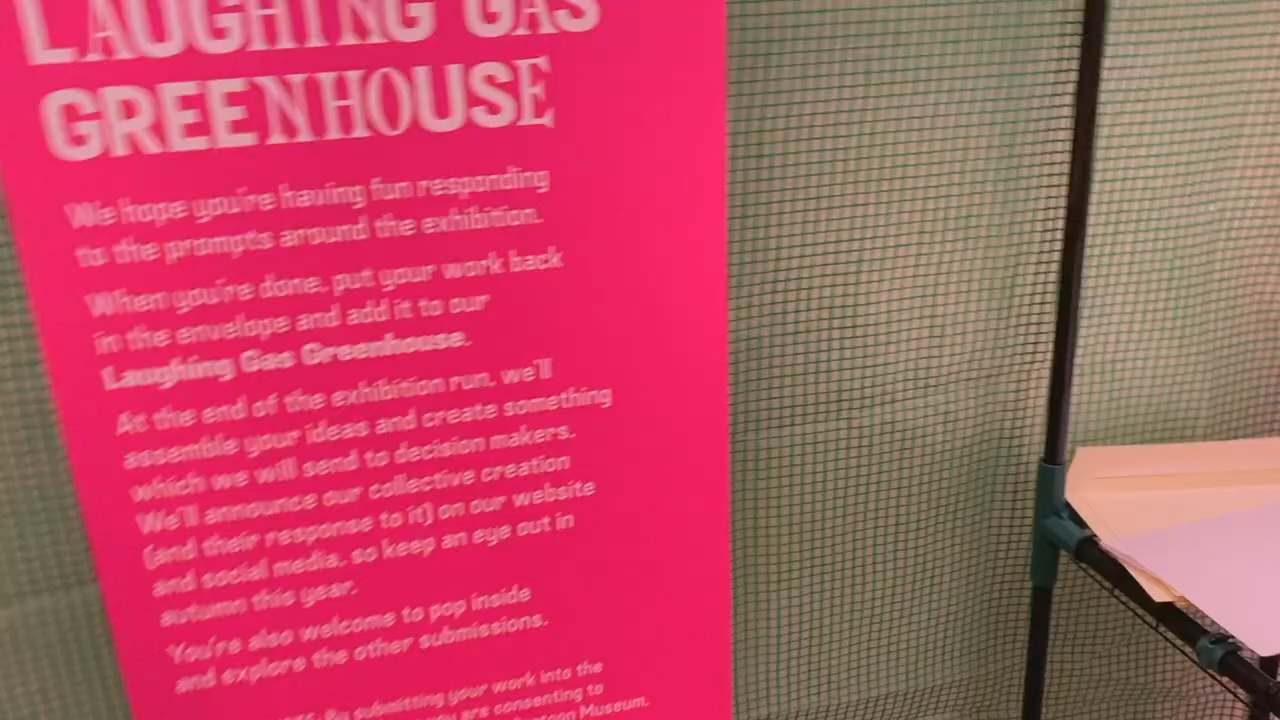 LAUGHING GAS
GREENHOUSE
We hope you're having fun responding
to the prompts around the exhibition.
When you're done, put your work back
in the envelope and add it to our
Laughing Gas Greenhouse.
At the end of the exhibition run, we'll
assemble your ideas and create something
which we will send to decision makers.
We'll announce our collective creation
(and their response to it) on our website
and social media, so keep an eye out in
autumn this year.
You're also welcome to pop inside
and explore the other submissions.
By submitting your work into the
you are consenting to
Museum.